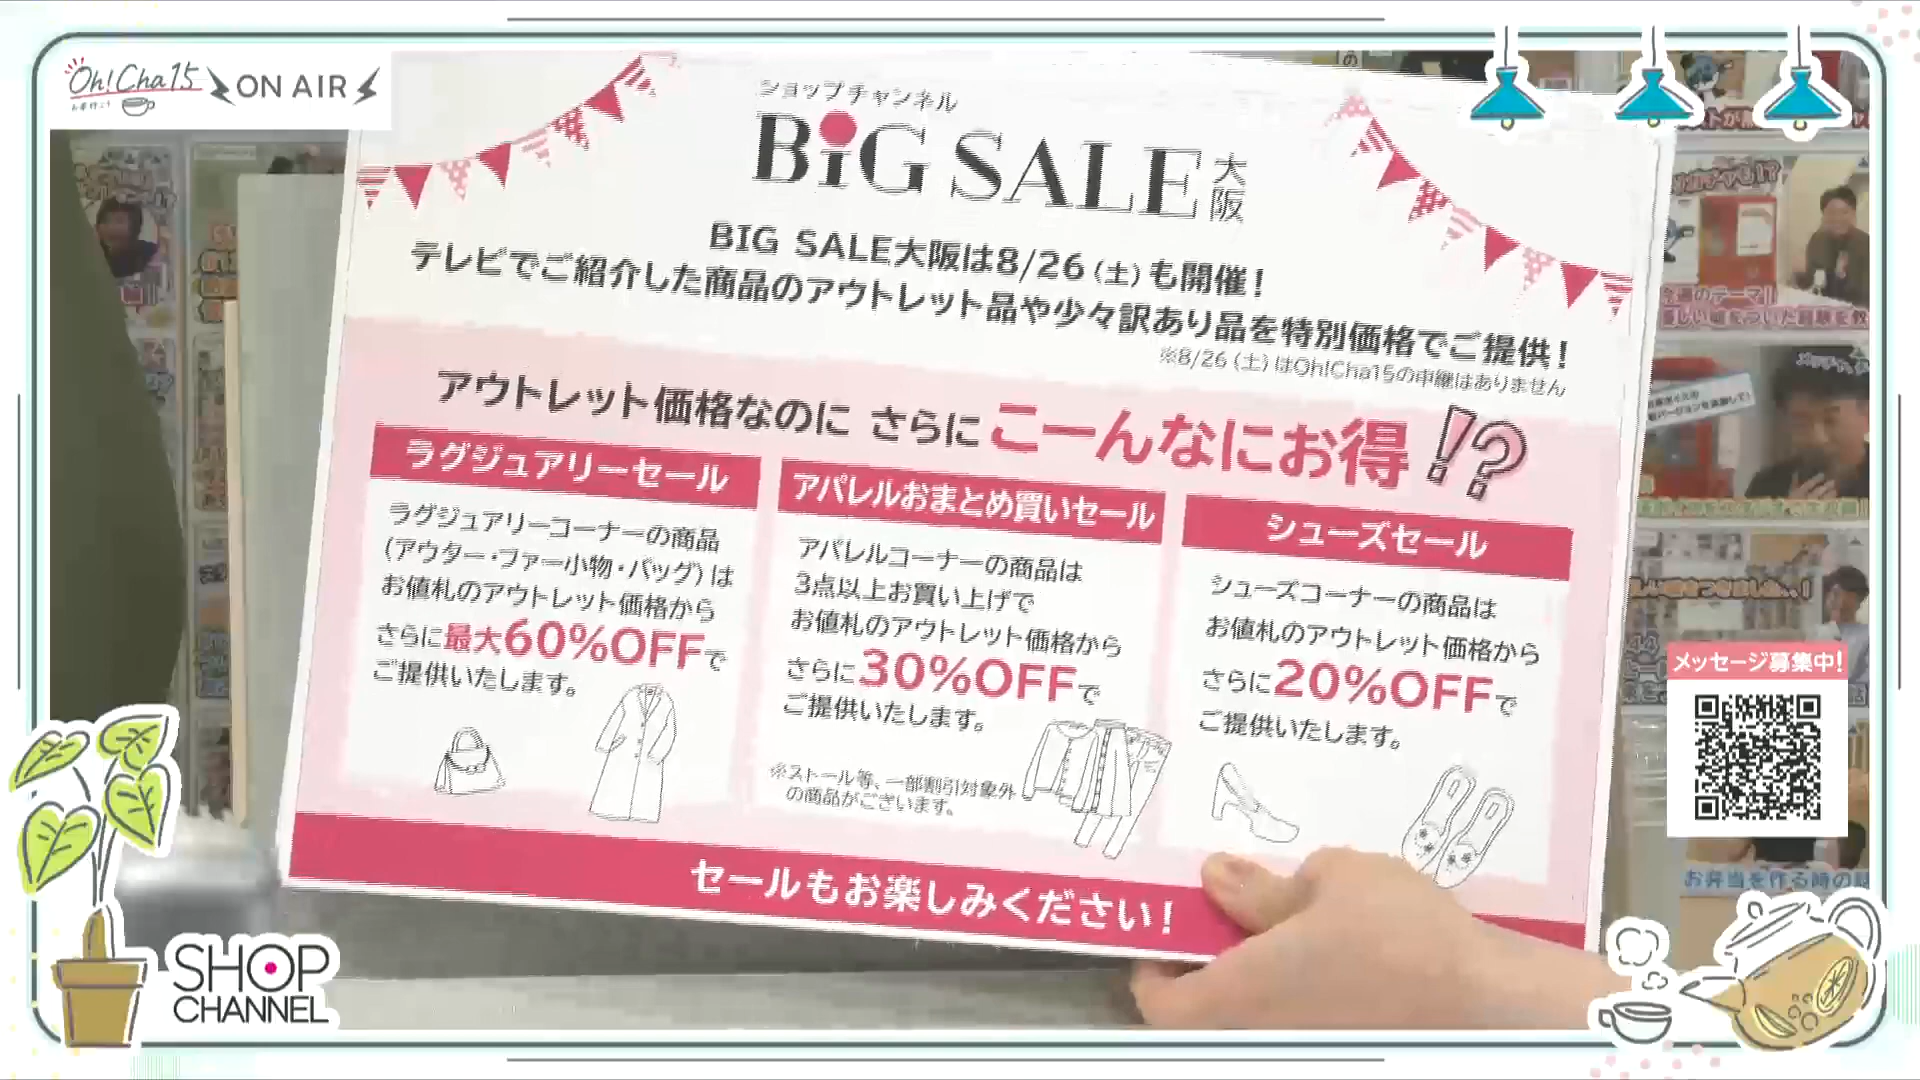 Oh!Cha15
ON AIR
ショップチャンネル
BiG SALE 大阪
BIG SALE大阪は8/26(土)も開催!
テレビでご紹介した商品のアウトレット品や少々訳あり品を特別価格でご提供!
※8/26(土)はOh!Cha15の中継はありません
アウトレット価格なのに さらに こーんなにお得!?
ラグジュアリーセール
ラグジュアリーコーナーの商品
(アウター・ファー小物・バッグ)は
お値札のアウトレット価格から
さらに最大60%OFFで
ご提供いたします。
アパレルおまとめ買いセール
アパレルコーナーの商品は
3点以上お買い上げで
お値札のアウトレット価格から
さらに30%OFFで
ご提供いたします。
※ストール等、一部割引対象外
の商品がございます。
シューズセール
シューズコーナーの商品は
お値札のアウトレット価格から
さらに20%OFFで
ご提供いたします。
セールもお楽しみください!
メッセージ募集中!
お弁当を作る時の
SHOP
CHANNEL